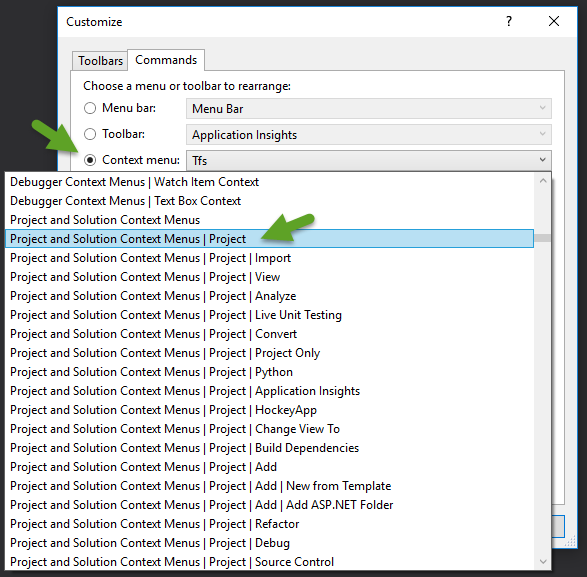 Customize
?
Toolbars
Commands
Choose a menu or toolbar to rearrange:
Menu bar: Menu Bar
Toolbar: Application Insights
Context menu: Tfs
Debugger Context Menus | Watch Item Context
Debugger Context Menus | Text Box Context
Project and Solution Context Menus
Project and Solution Context Menus | Project
Project and Solution Context Menus | Project | Import
Project and Solution Context Menus | Project | View
Project and Solution Context Menus | Project | Analyze
Project and Solution Context Menus | Project | Live Unit Testing
Project and Solution Context Menus | Project | Convert
Project and Solution Context Menus | Project | Project Only
Project and Solution Context Menus | Project | Python
Project and Solution Context Menus | Project | Application Insights
Project and Solution Context Menus | Project | HockeyApp
Project and Solution Context Menus | Project | Change View To
Project and Solution Context Menus | Project | Build Dependencies
Project and Solution Context Menus | Project | Add
Project and Solution Context Menus | Project | Add | New from Template
Project and Solution Context Menus | Project | Add | Add ASP.NET Folder
Project and Solution Context Menus | Project | Refactor
Project and Solution Context Menus | Project | Debug
Project and Solution Context Menus | Project | Source Control